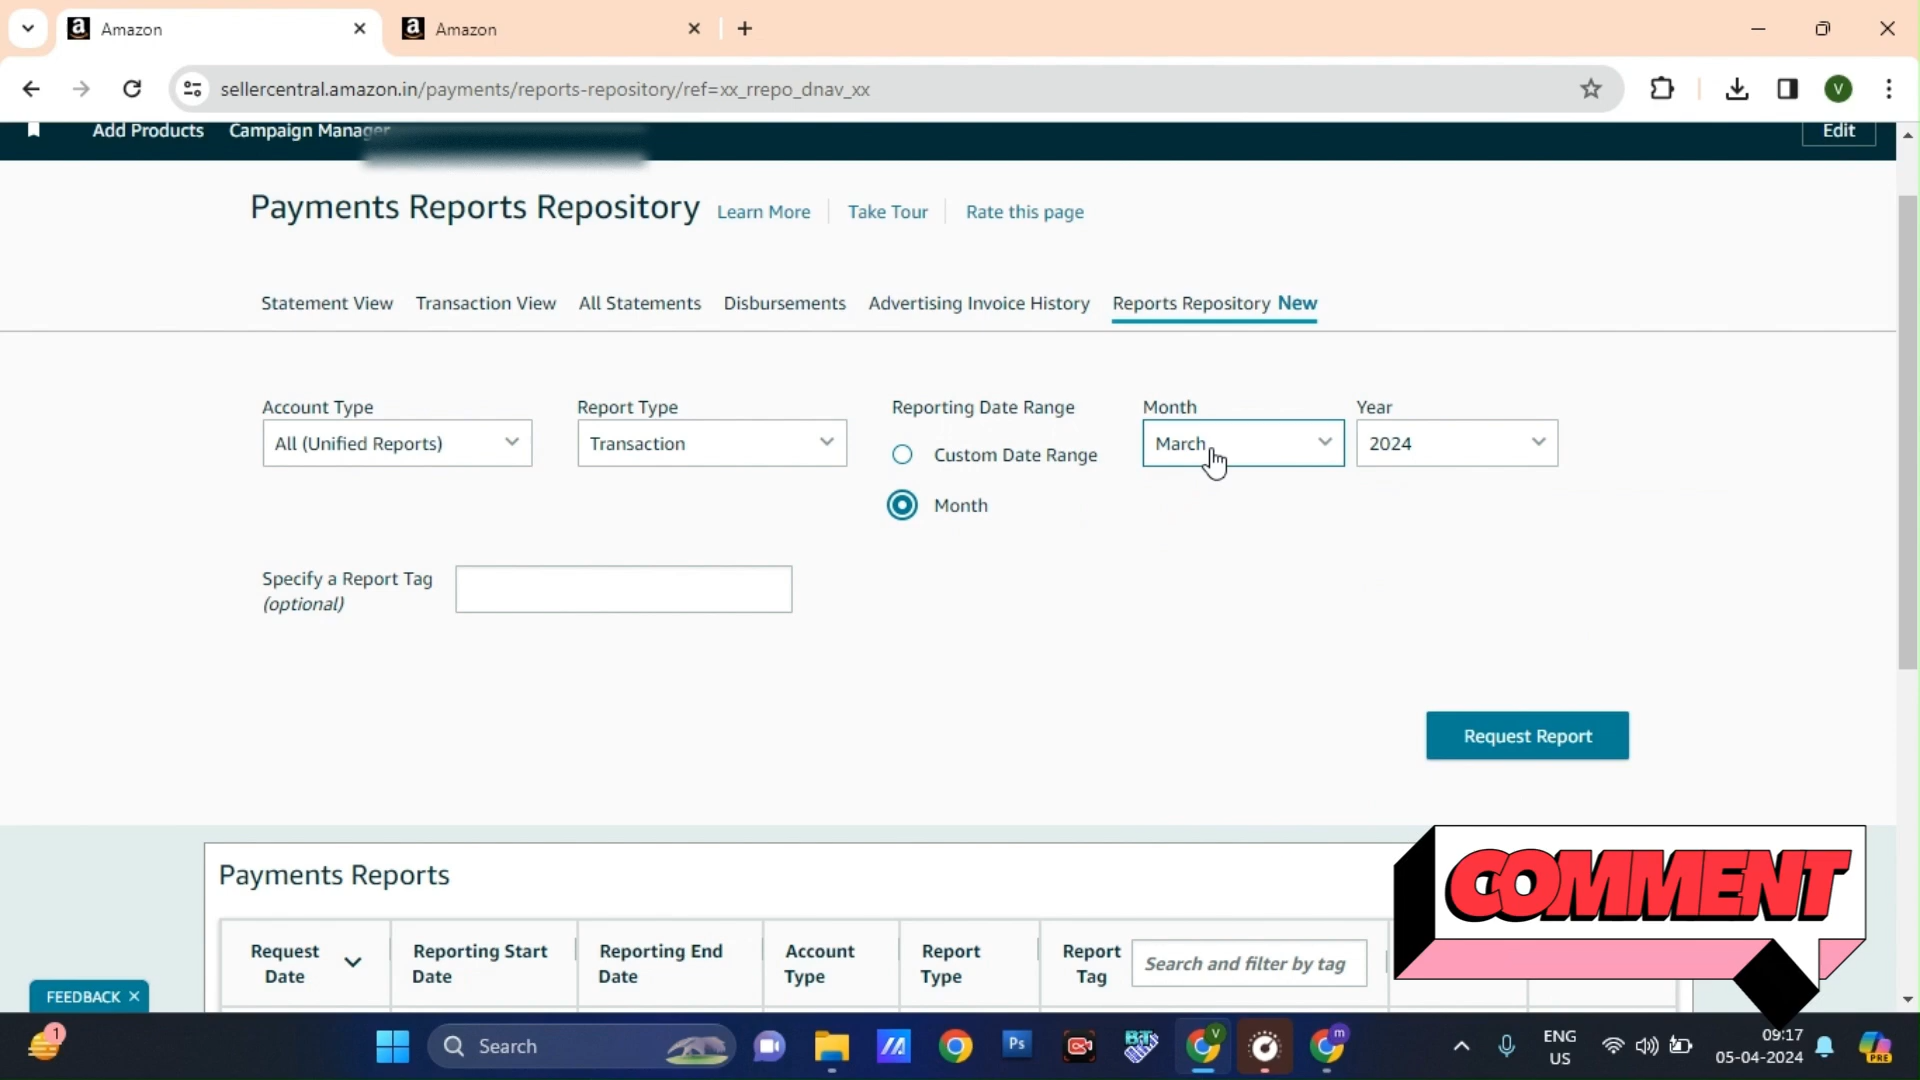 Amazon
Amazon
sellercentral.amazon.in/payments/reports-repository/ref=xx_rrepo_dnav_xx
V
Add Products Campaign Manager
Edit
Payments Reports Repository Learn More Take Tour Rate this page
Statement View Transaction View All Statements Disbursements Advertising Invoice History Reports Repository New
Account Type Report Type Reporting Date Range Month Year
All (Unified Reports) Transaction Custom Date Range March 2024
Month
Specify a Report Tag
(optional)
Request Report
COMMENT
Payments Reports
Request Date
Reporting Start Date
Reporting End Date
Account Type
Report Type
Report Tag
Search and filter by tag
FEEDBACK
1
Search
Ps
V
m
ENG
US
09:17
05-04-2024
PRE